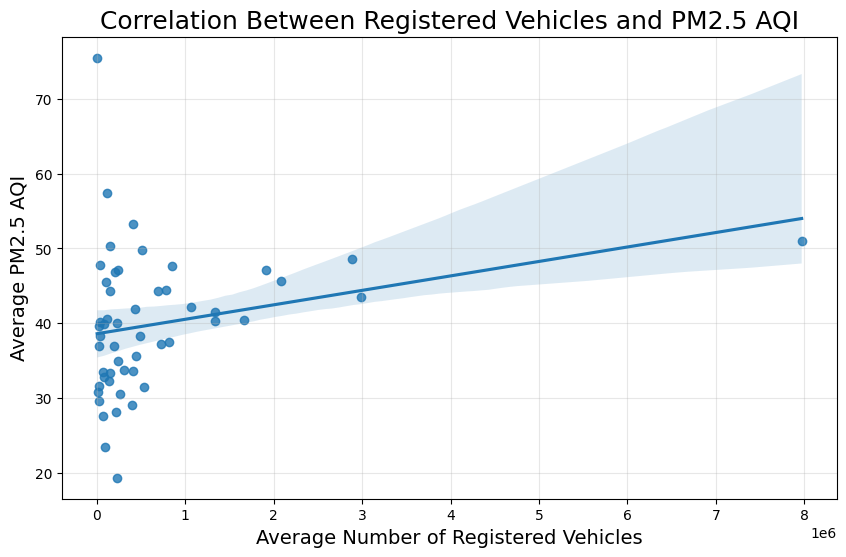 Correlation Between Registered Vehicles and PM2.5 AQI
Average PM2.5 AQI
70
60
50
40
30
20
0 1 2 3 4 5 6 7 8
1e6
Average Number of Registered Vehicles